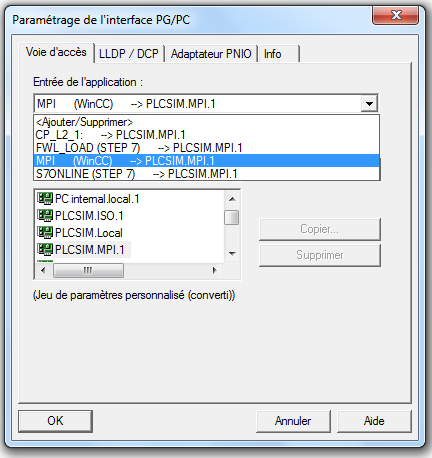 Paramétrage de l'interface PG/PC
Voie d'accès LLDP / DCP Adaptateur PNIO Info
Entrée de l'application :
MPI (WinCC) --> PLCSIM.MPI.1
<Ajouter/Supprimer>
CP_L2_1: --> PLCSIM.MPI.1
FWL_LOAD (STEP 7) --> PLCSIM.MPI.1
MPI (WinCC) --> PLCSIM.MPI.1
S7ONLINE (STEP 7) --> PLCSIM.MPI.1
PC internal.local.1
PLCSIM.ISO.1
PLCSIM.Local
PLCSIM.MPI.1
Copier...
Supprimer
(Jeu de paramètres personnalisé (converti))
OK Annuler Aide